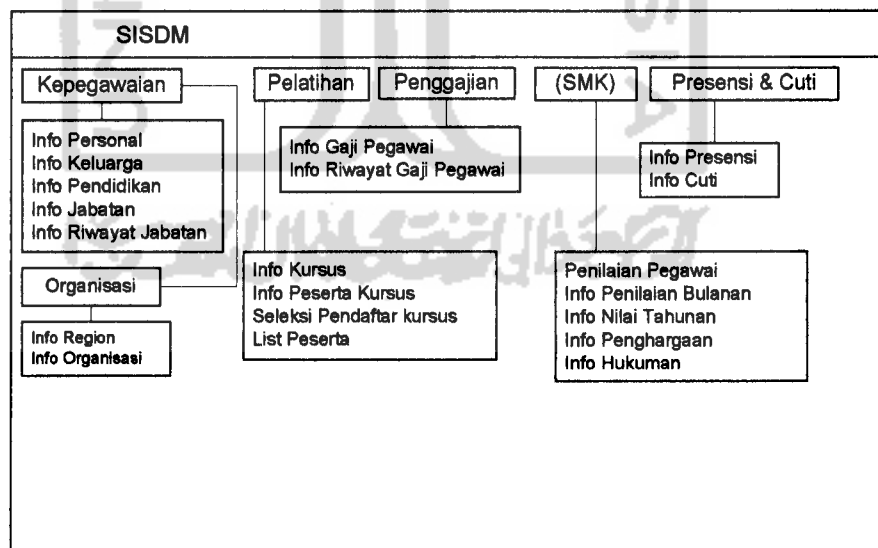 SISDM
Kepegawaian
Pelatihan
Penggajian
(SMK)
Presensi & Cuti
Info Personal
Info Keluarga
Info Pendidikan
Info Jabatan
Info Riwayat Jabatan
Info Gaji Pegawai
Info Riwayat Gaji Pegawai
Info Presensi
Info Cuti
Organisasi
Info Region
Info Organisasi
Info Kursus
Info Peserta Kursus
Seleksi Pendaftar kursus
List Peserta
Penilaian Pegawai
Info Penilaian Bulanan
Info Nilai Tahunan
Info Penghargaan
Info Hukuman